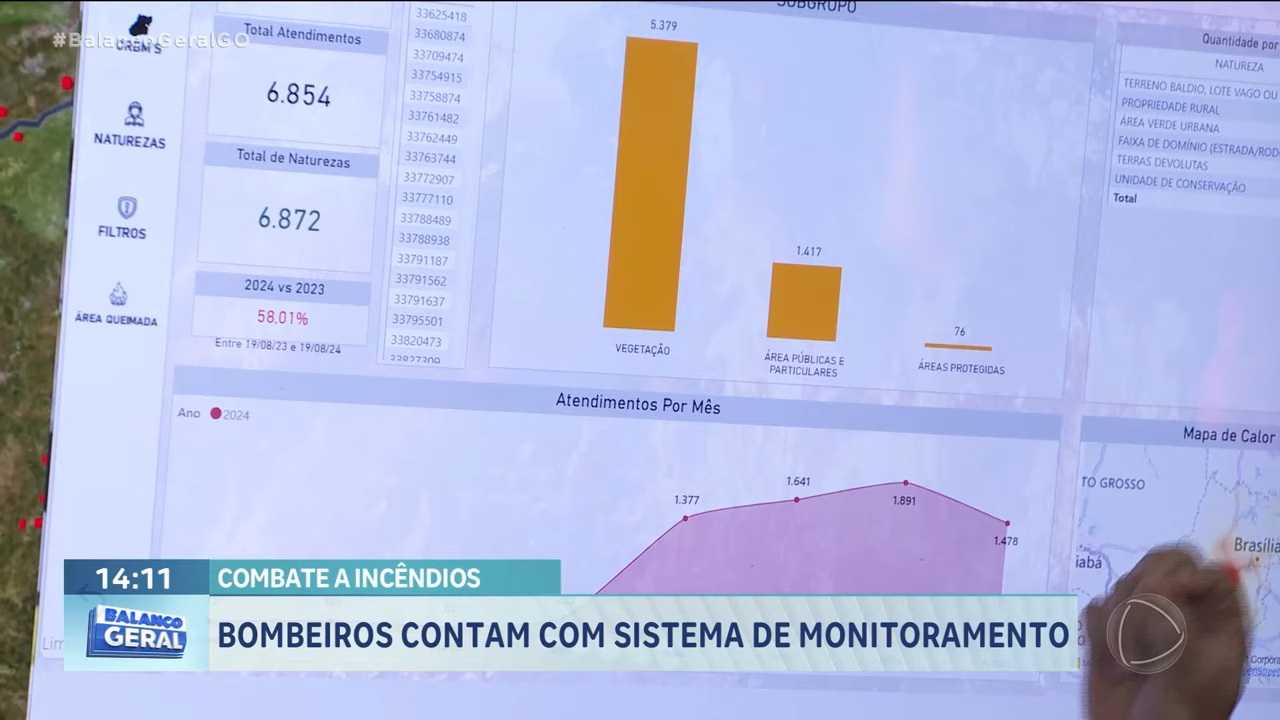 #BalançoGeralGO
CRBM'S
NATUREZAS
FILTROS
ÁREA QUEIMADA
Total Atendimentos
6.854
Total de Naturezas
6.872
2024 vs 2023
58,01%
Entre 19/08/23 e 19/08/24
33625418
33680874
33709474
33754915
33758874
33761482
33762449
33763744
33772907
33777110
33788489
33788938
33791187
33791562
33791637
33795501
33820473
33827309
SUBGRUPO
5.379
1.417
76
VEGETAÇÃO
ÁREA PÚBLICAS E
PARTICULARES
ÁREAS PROTEGIDAS
Quantidade por
NATUREZA
TERRENO BALDIO, LOTE VAGO OU
PROPRIEDADE RURAL
ÁREA VERDE URBANA
FAIXA DE DOMÍNIO (ESTRADA/ROD
TERRAS DEVOLUTAS
UNIDADE DE CONSERVAÇÃO
Total
Atendimentos Por Mês
Ano 2024
1.377
1.641
1.891
1.478
Mapa de Calor
TO GROSSO
Brasília
iabá
14:11
COMBATE A INCÊNDIOS
BALANÇO
GERAL
BOMBEIROS CONTAM COM SISTEMA DE MONITORAMENTO